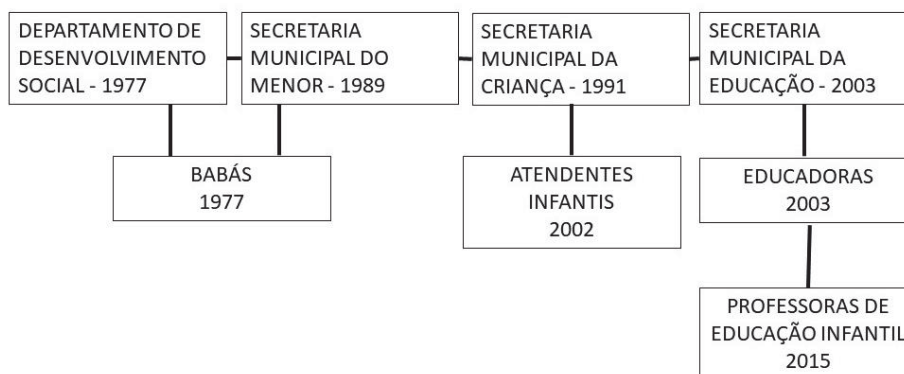 DEPARTAMENTO DE
DESENVOLVIMENTO
SOCIAL - 1977
SECRETARIA
MUNICIPAL DO
MENOR - 1989
SECRETARIA
MUNICIPAL DA
CRIANÇA - 1991
SECRETARIA
MUNICIPAL DA
EDUCAÇÃO - 2003
BABÁS
1977
ATENDENTES
INFANTIS
2002
EDUCADORAS
2003
PROFESSORAS DE
EDUCAÇÃO INFANTIL
2015